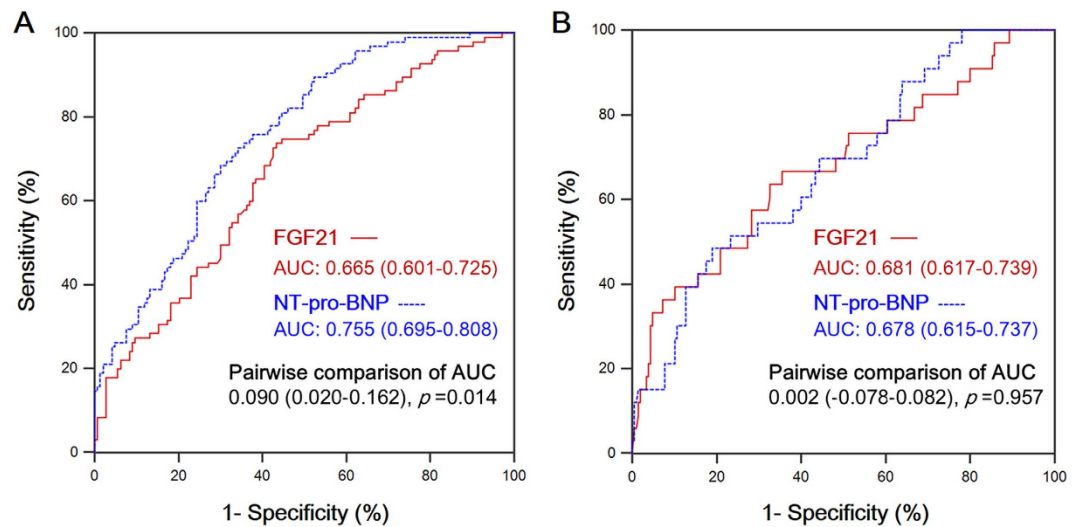 A
100
80
60
40
20
0
Sensitivity (%)
FGF21
AUC: 0.665 (0.601-0.725)
NT-pro-BNP
AUC: 0.755 (0.695-0.808)
Pairwise comparison of AUC
0.090 (0.020-0.162), p=0.014
0 20 40 60 80 100
1- Specificity (%)
B
100
80
60
40
20
0
Sensitivity (%)
FGF21
AUC: 0.681 (0.617-0.739)
NT-pro-BNP
AUC: 0.678 (0.615-0.737)
Pairwise comparison of AUC
0.002 (-0.078-0.082), p=0.957
0 20 40 60 80 100
1- Specificity (%)